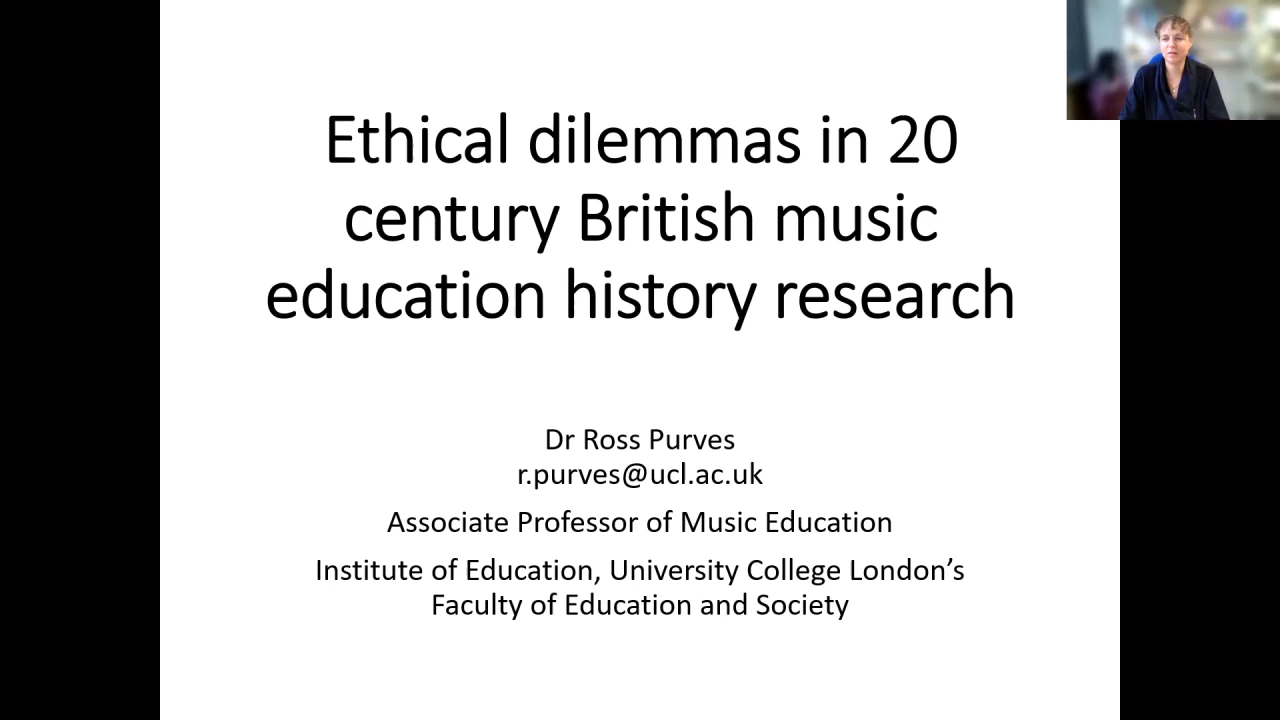 Ethical dilemmas in 20
century British music
education history research
Dr Ross Purves
r.purves@ucl.ac.uk
Associate Professor of Music Education
Institute of Education, University College London’s
Faculty of Education and Society